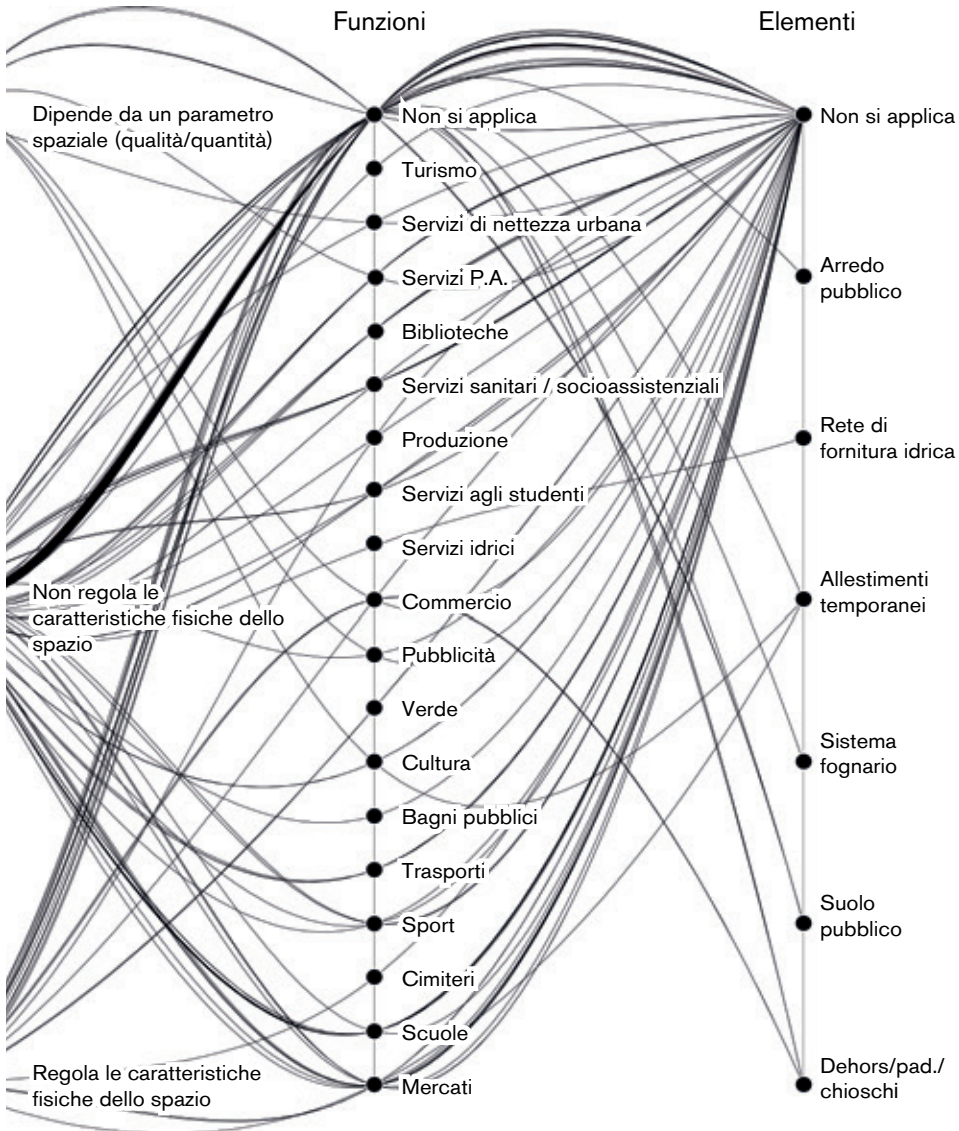 Funzioni
Elementi
Dipende da un parametro
spaziale (qualità/quantità)
Non regola le
caratteristiche fisiche dello
spazio
Regola le caratteristiche
fisiche dello spazio
Non si applica
Turismo
Servizi di nettezza urbana
Servizi P.A.
Biblioteche
Servizi sanitari / socioassistenziali
Produzione
Servizi agli studenti
Servizi idrici
Commercio
Pubblicità
Verde
Cultura
Bagni pubblici
Trasporti
Sport
Cimiteri
Scuole
Mercati
Non si applica
Arredo
pubblico
Rete di
fornitura idrica
Allestimenti
temporanei
Sistema
fognario
Suolo
pubblico
Dehors/pad./
chioschi